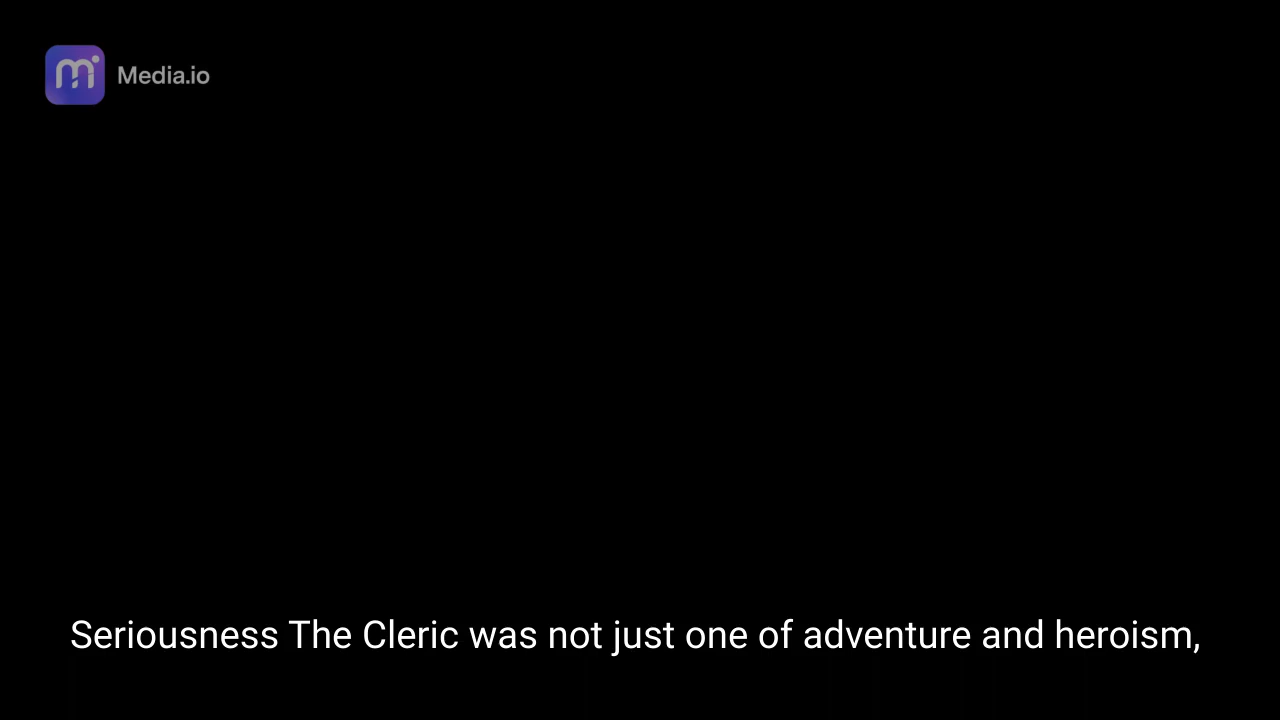 Media.io
Seriousness The Cleric was not just one of adventure and heroism,